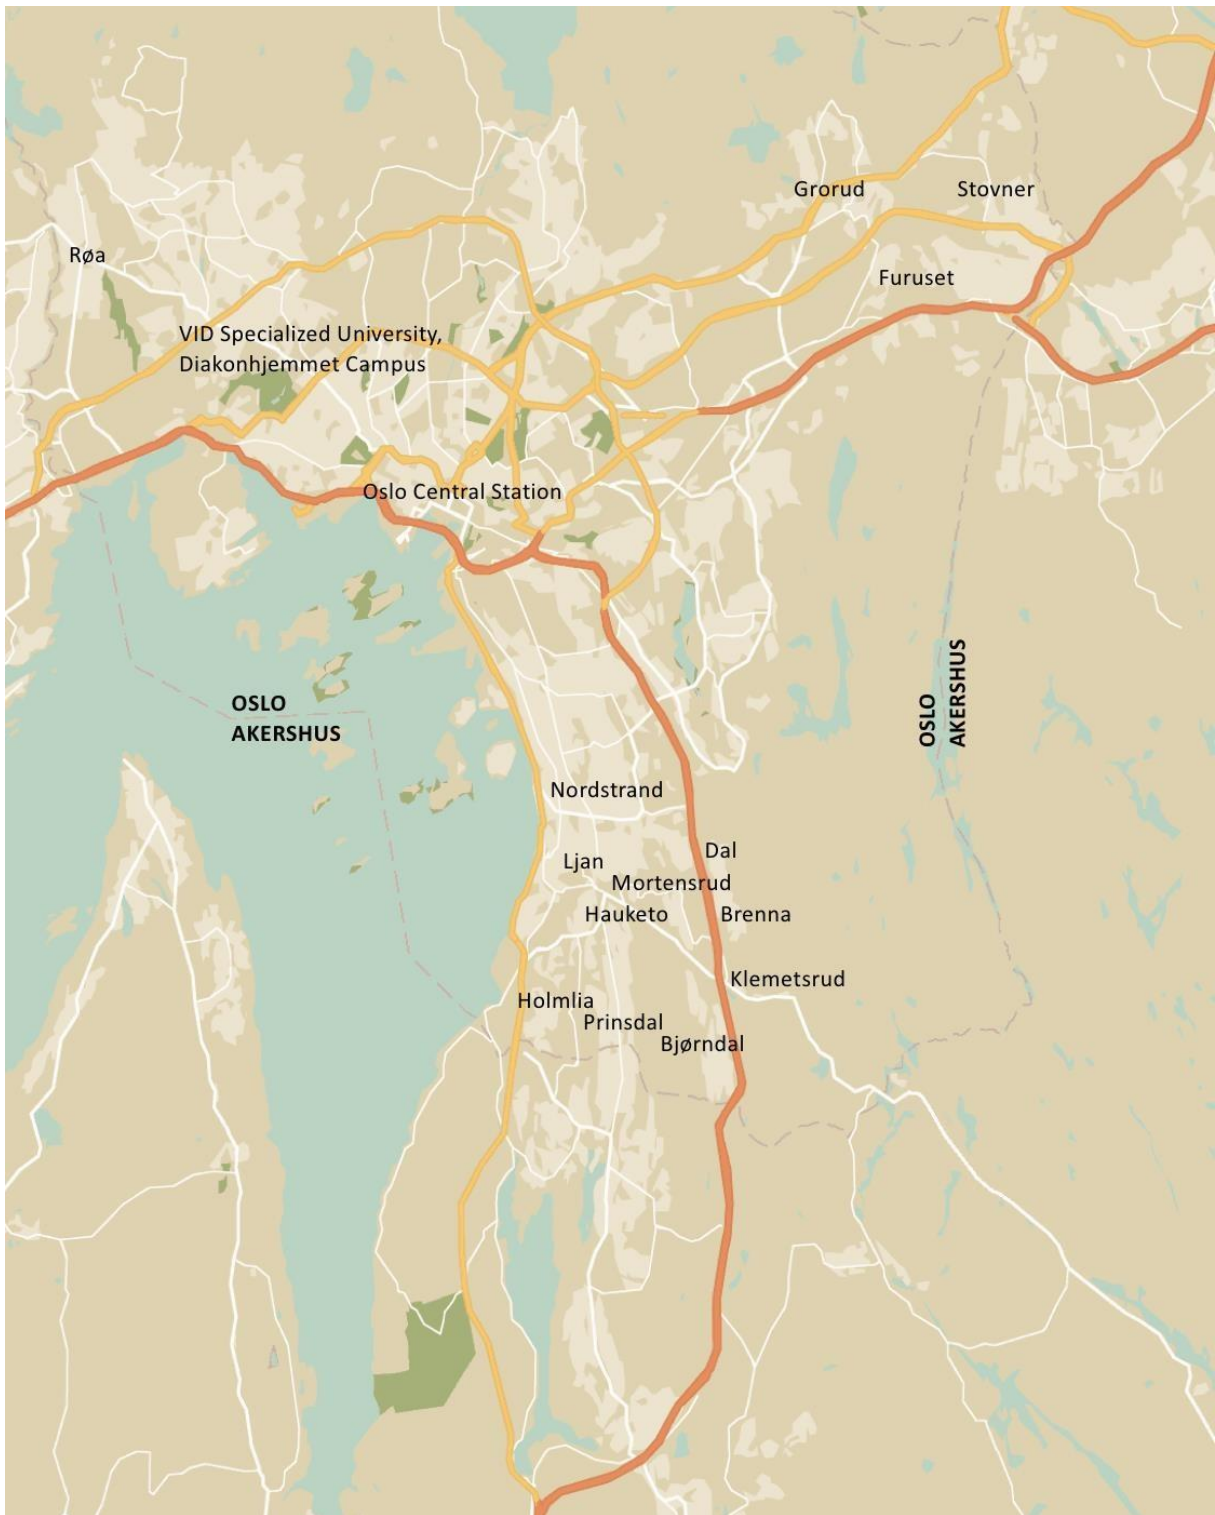 Grorud
Stovner
Røa
Furuset
VID Specialized University,
Diakonhjemmet Campus
Oslo Central Station
OSLO
AKERSHUS
OSLO
AKERSHUS
Nordstrand
Dal
Ljan
Mortensrud
Hauketo
Brenna
Klemetsrud
Holmlia
Prinsdal
Bjørndal